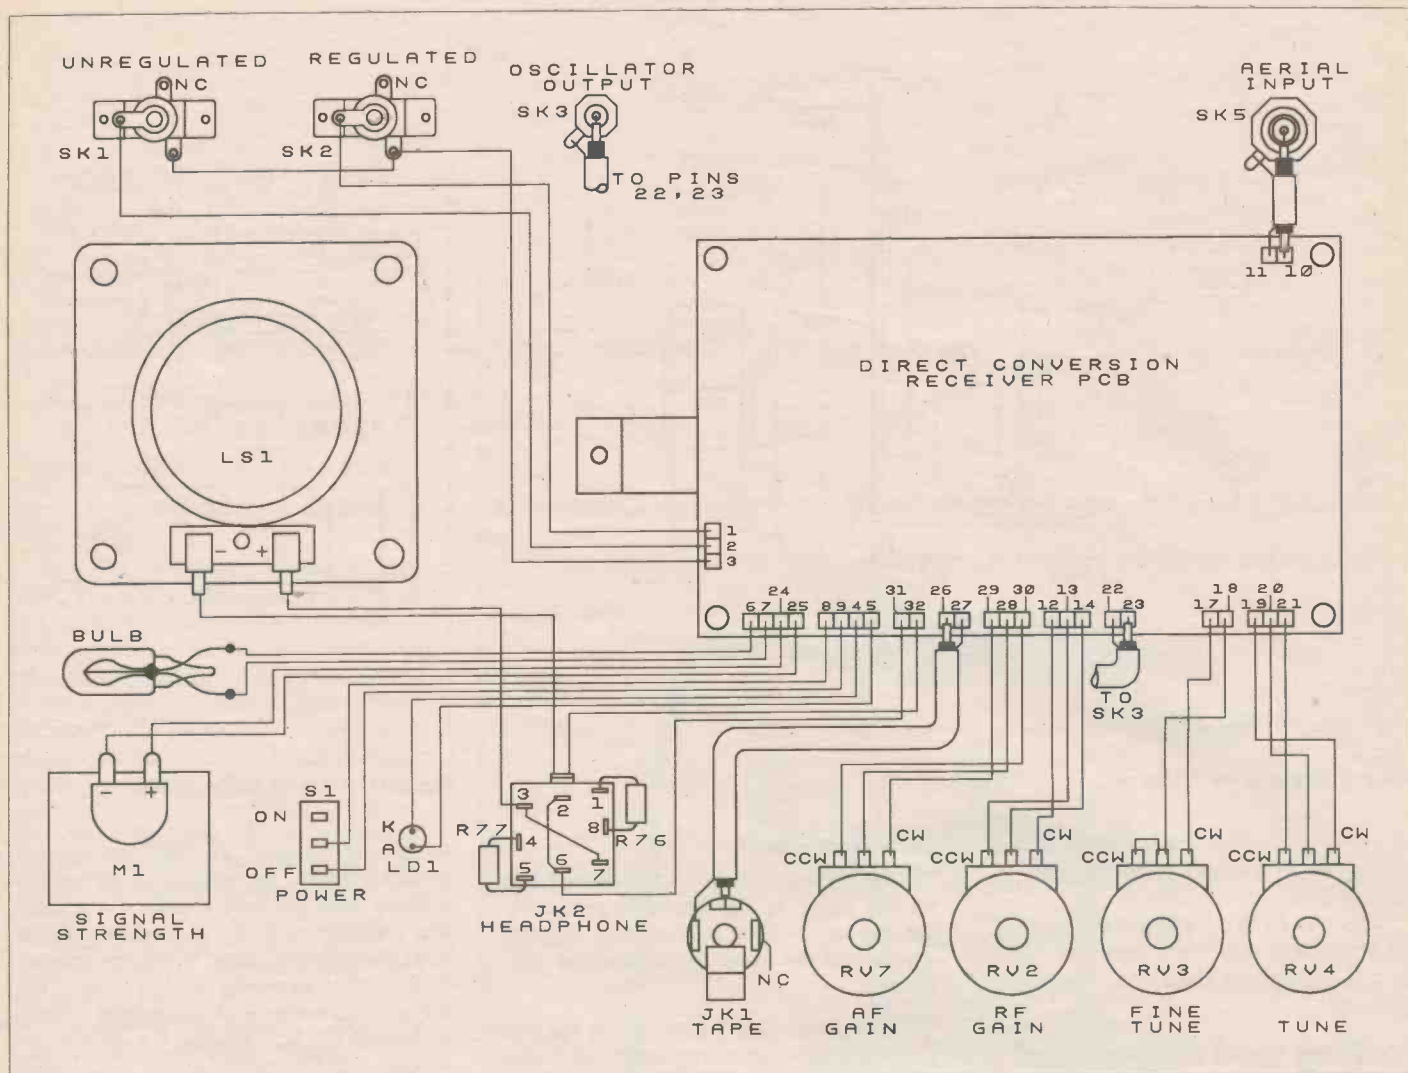 UNREGULATED
NC
SK1
REGULATED
NC
SK2
OSCILLATOR
OUTPUT
SK3
TO PINS
22,23
AERIAL
INPUT
SK5
11 10
DIRECT CONVERSION
RECEIVER PCB
LS1
- +
1
2
3
24
6 7 25
8 9 4 5
31
32
26
27
29 30
28
13
12 14
22
23
18
17
20
19 21
BULB
TO
SK3
- +
M1
SIGNAL
STRENGTH
S1
ON
OFF
POWER
K
A
LD1
3
2
1
R77
4
8
R76
5
6
7
JK2
HEADPHONE
NC
JK1
TAPE
CCW
CW
RV7
AF
GAIN
CCW
CW
RV2
RF
GAIN
CCW
CW
RV3
FINE
TUNE
CCW
CW
RV4
TUNE